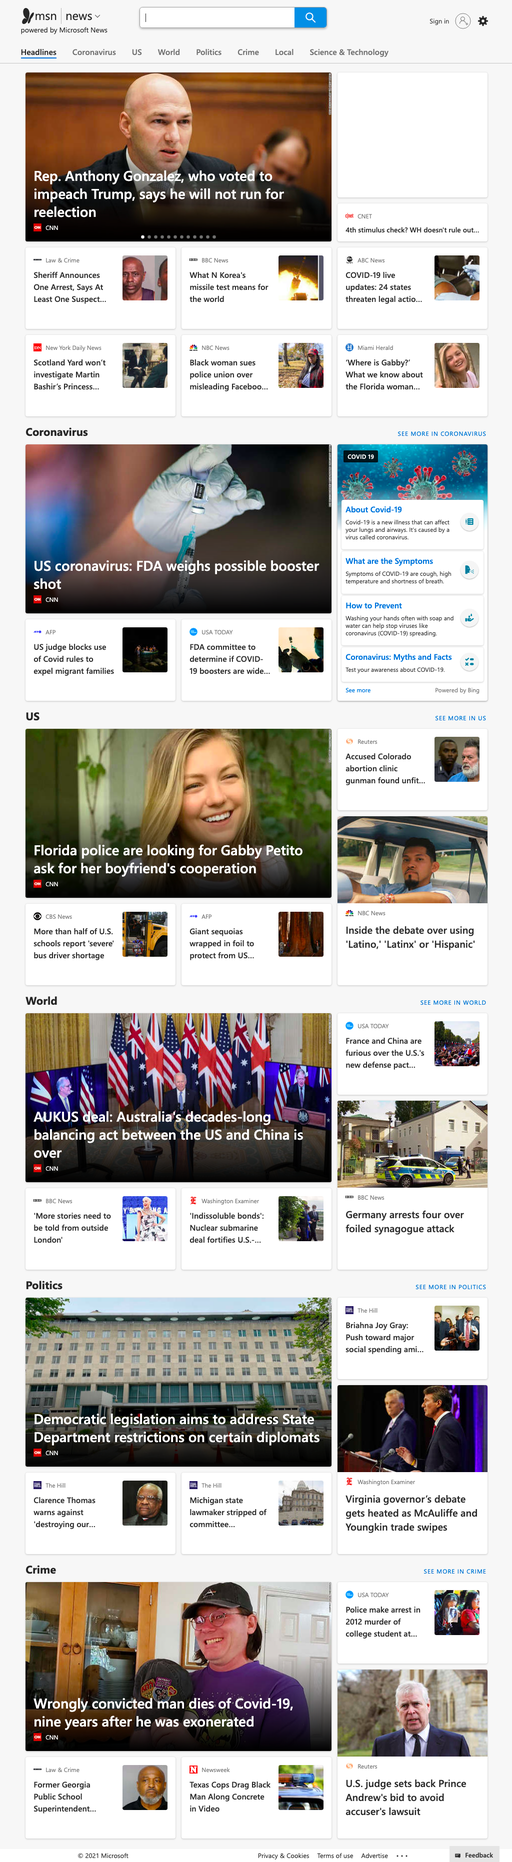 msn | news
powered by Microsoft News
Sign in
Headlines Coronavirus US World Politics Crime Local Science & Technology
Rep. Anthony Gonzalez, who voted to
impeach Trump, says he will not run for
reelection
CNN
CNET
4th stimulus check? WH doesn't rule out...
Law & Crime
Sheriff Announces
One Arrest, Says At
Least One Suspect...
BBC News
What N Korea's
missile test means for
the world
ABC News
COVID-19 live
updates: 24 states
threaten legal actio...
New York Daily News
Scotland Yard won't
investigate Martin
Bashir's Princess...
NBC News
Black woman sues
police union over
misleading Faceboo...
Miami Herald
'Where is Gabby?'
What we know about
the Florida woman...
Coronavirus
SEE MORE IN CORONAVIRUS
US coronavirus: FDA weighs possible booster
shot
CNN
COVID 19
About Covid-19
Covid-19 is a new illness that can affect
your lungs and airways. It's caused by a
virus called coronavirus.
What are the Symptoms
Symptoms of COVID-19 are cough, high
temperature and shortness of breath.
How to Prevent
Washing your hands often with soap and
water can help stop viruses like
coronavirus (COVID-19) spreading.
Coronavirus: Myths and Facts
Test your awareness about COVID-19.
See more
Powered by Bing
AFP
US judge blocks use
of Covid rules to
expel migrant families
USA TODAY
FDA committee to
determine if COVID-
19 boosters are wide...
US
SEE MORE IN US
Florida police are looking for Gabby Petito
ask for her boyfriend's cooperation
CNN
Reuters
Accused Colorado
abortion clinic
gunman found unfit...
CBS News
More than half of U.S.
schools report 'severe'
bus driver shortage
AFP
Giant sequoias
wrapped in foil to
protect from US...
NBC News
Inside the debate over using
'Latino,' 'Latinx' or 'Hispanic'
World
SEE MORE IN WORLD
AUKUS deal: Australia's decades-long
balancing act between the US and China is
over
CNN
USA TODAY
France and China are
furious over the U.S.'s
new defense pact...
BBC News
'More stories need to
be told from outside
London'
Washington Examiner
'Indissoluble bonds':
Nuclear submarine
deal fortifies U.S.-...
BBC News
Germany arrests four over
foiled synagogue attack
Politics
SEE MORE IN POLITICS
Democratic legislation aims to address State
Department restrictions on certain diplomats
CNN
The Hill
Briahna Joy Gray:
Push toward major
social spending ami...
The Hill
Clarence Thomas
warns against
'destroying our...
The Hill
Michigan state
lawmaker stripped of
committee...
Washington Examiner
Virginia governor's debate
gets heated as McAuliffe and
Youngkin trade swipes
Crime
SEE MORE IN CRIME
Wrongly convicted man dies of Covid-19,
nine years after he was exonerated
CNN
USA TODAY
Police make arrest in
2012 murder of
college student at...
Law & Crime
Former Georgia
Public School
Superintendent...
Newsweek
Texas Cops Drag Black
Man Along Concrete
in Video
Reuters
U.S. judge sets back Prince
Andrew's bid to avoid
accuser's lawsuit
© 2021 Microsoft
Privacy & Cookies Terms of use Advertise ...
Feedback